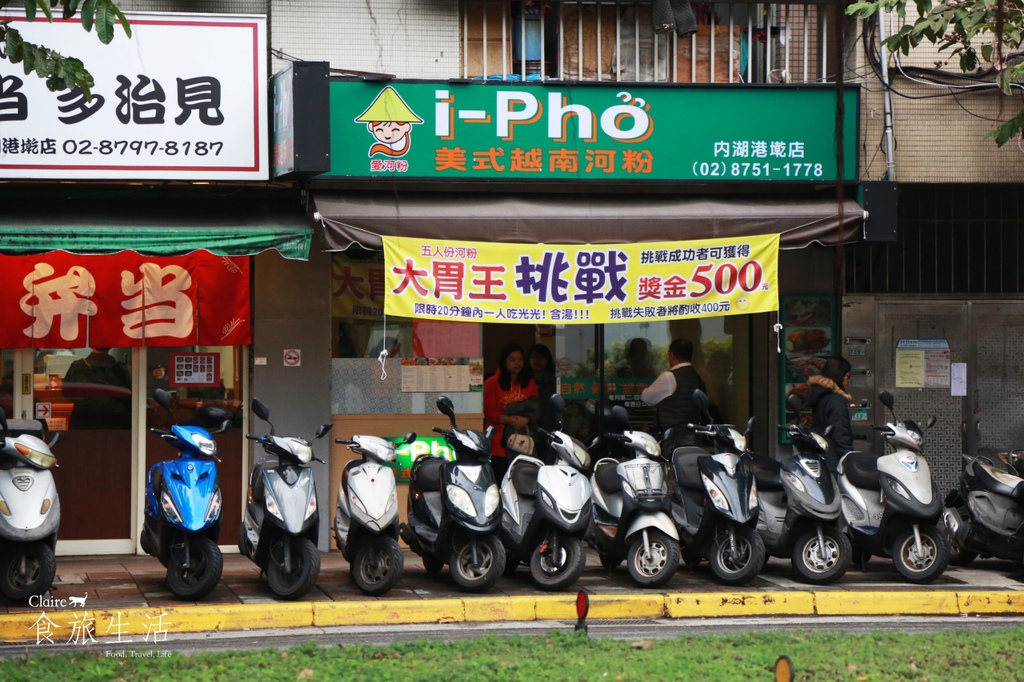 当 多治見
湖港墘店 02-8797-8187
弁当
i-Pho
愛河粉
美式越南河粉
內湖港墘店
(02) 8751-1778
五人份河粉
大胃王 挑戰
挑戰成功者可獲得
獎金500元
限時20分鐘內一人吃光光! 含湯!!!
挑戰失敗者將酌收400元
i-Pho
Claire
食旅生活
Food, Travel, Life